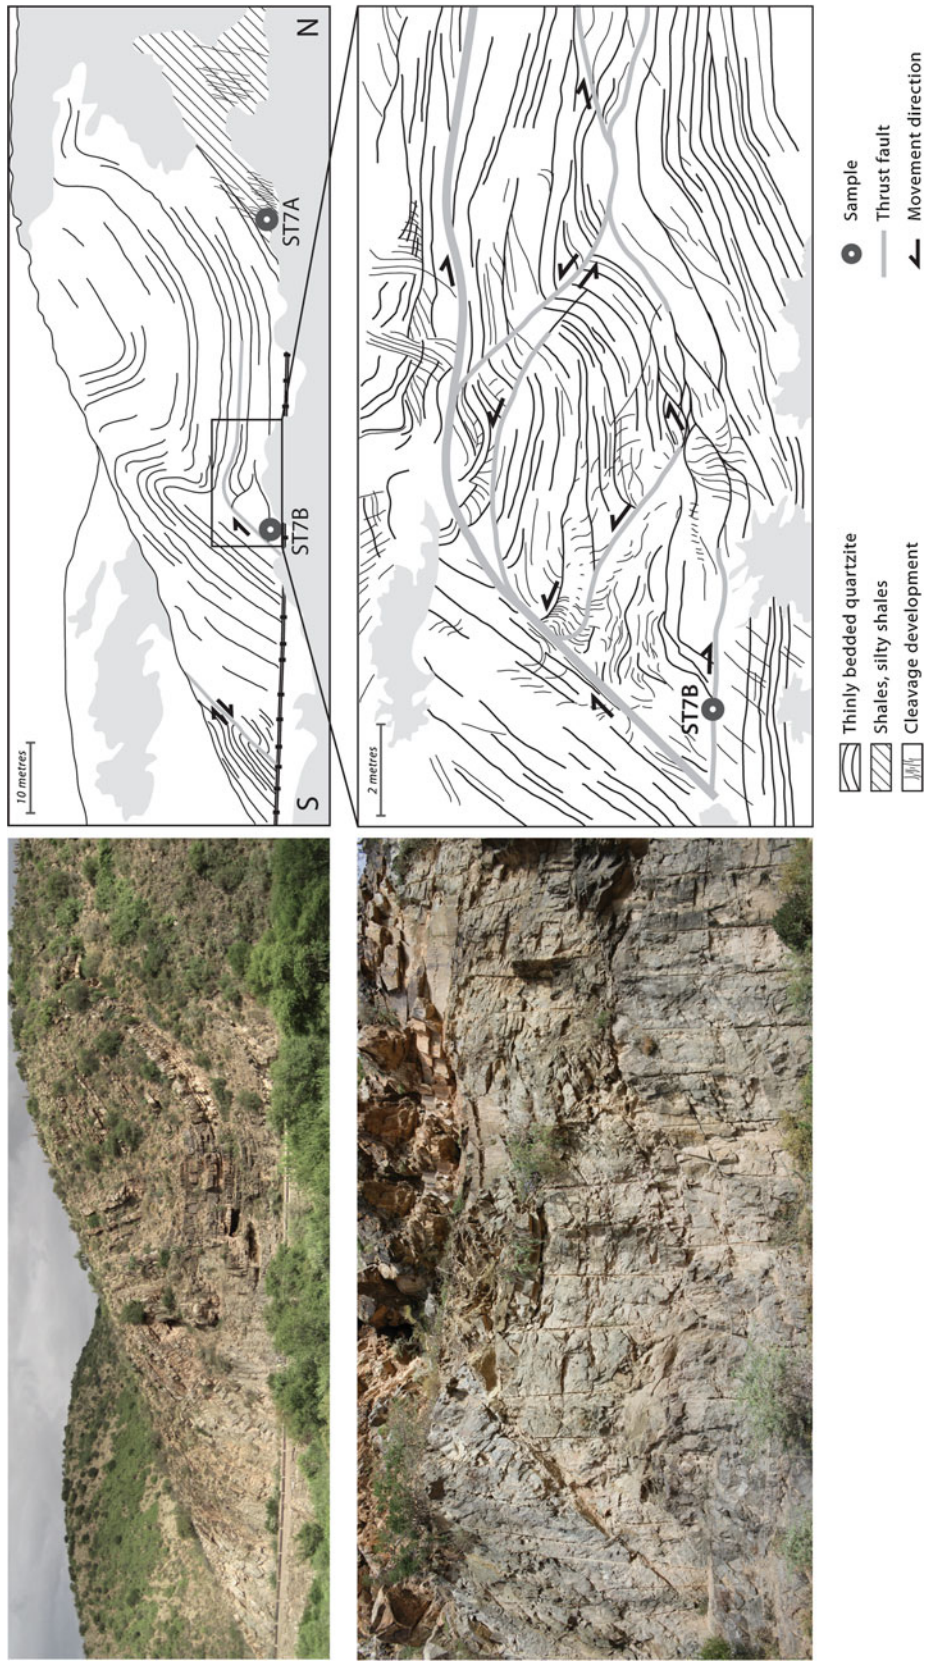 10 metres
S
N
ST7A
ST7B
2 metres
ST7B
Thinly bedded quartzite
Shales, silty shales
Cleavage development
Sample
Thrust fault
Movement direction